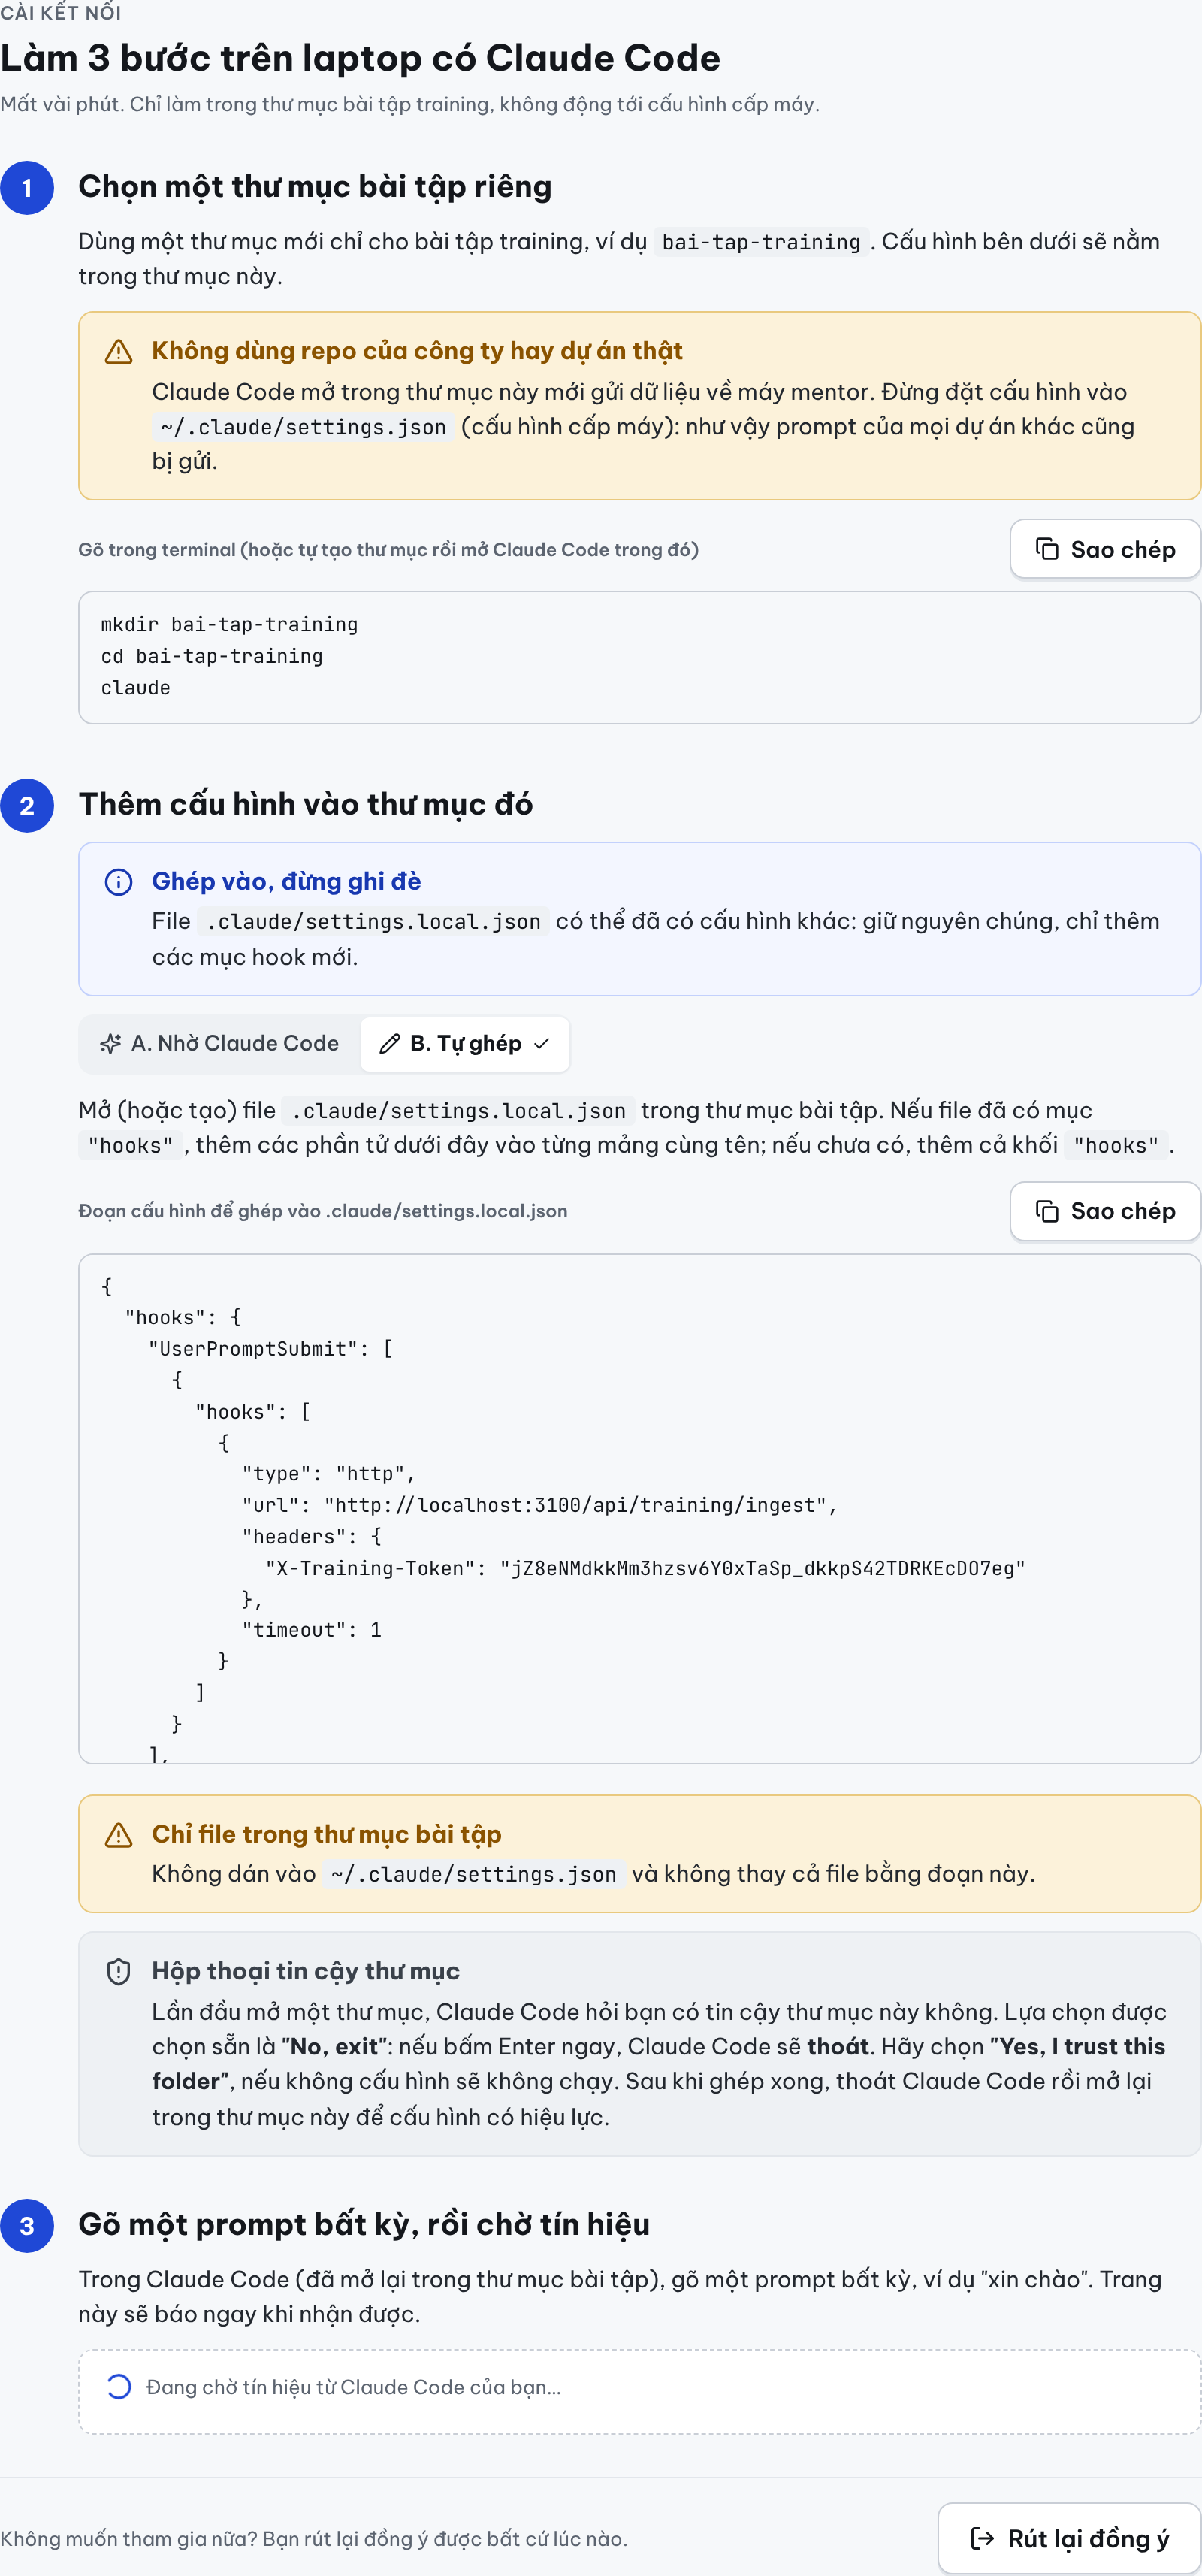 CÀI KẾT NỐI
Làm 3 bước trên laptop có Claude Code
Mất vài phút. Chỉ làm trong thư mục bài tập training, không động tới cấu hình cấp máy.
1
Chọn một thư mục bài tập riêng
Dùng một thư mục mới chỉ cho bài tập training, ví dụ bai-tap-training. Cấu hình bên dưới sẽ nằm
trong thư mục này.
Không dùng repo của công ty hay dự án thật
Claude Code mở trong thư mục này mới gửi dữ liệu về máy mentor. Đừng đặt cấu hình vào
~/.claude/settings.json (cấu hình cấp máy): như vậy prompt của mọi dự án khác cũng
bị gửi.
Gõ trong terminal (hoặc tự tạo thư mục rồi mở Claude Code trong đó)
Sao chép
mkdir bai-tap-training
cd bai-tap-training
claude
2
Thêm cấu hình vào thư mục đó
Ghép vào, đừng ghi đè
File .claude/settings.local.json có thể đã có cấu hình khác: giữ nguyên chúng, chỉ thêm
các mục hook mới.
A. Nhờ Claude Code
B. Tự ghép
Mở (hoặc tạo) file .claude/settings.local.json trong thư mục bài tập. Nếu file đã có mục
"hooks", thêm các phần tử dưới đây vào từng mảng cùng tên; nếu chưa có, thêm cả khối "hooks".
Đoạn cấu hình để ghép vào .claude/settings.local.json
Sao chép
{
  "hooks": {
    "UserPromptSubmit": [
      {
        "hooks": [
          {
            "type": "http",
            "url": "http://localhost:3100/api/training/ingest",
            "headers": {
              "X-Training-Token": "jZ8eNMdkkMm3hzsv6Y0xTaSp_dkkpS42TDRKEcDO7eg"
            },
            "timeout": 1
          }
        ]
      }
    ],
Chỉ file trong thư mục bài tập
Không dán vào ~/.claude/settings.json và không thay cả file bằng đoạn này.
Hộp thoại tin cậy thư mục
Lần đầu mở một thư mục, Claude Code hỏi bạn có tin cậy thư mục này không. Lựa chọn được
chọn sẵn là "No, exit": nếu bấm Enter ngay, Claude Code sẽ thoát. Hãy chọn "Yes, I trust this
folder", nếu không cấu hình sẽ không chạy. Sau khi ghép xong, thoát Claude Code rồi mở lại
trong thư mục này để cấu hình có hiệu lực.
3
Gõ một prompt bất kỳ, rồi chờ tín hiệu
Trong Claude Code (đã mở lại trong thư mục bài tập), gõ một prompt bất kỳ, ví dụ "xin chào". Trang
này sẽ báo ngay khi nhận được.
Đang chờ tín hiệu từ Claude Code của bạn...
Không muốn tham gia nữa? Bạn rút lại đồng ý được bất cứ lúc nào.
Rút lại đồng ý